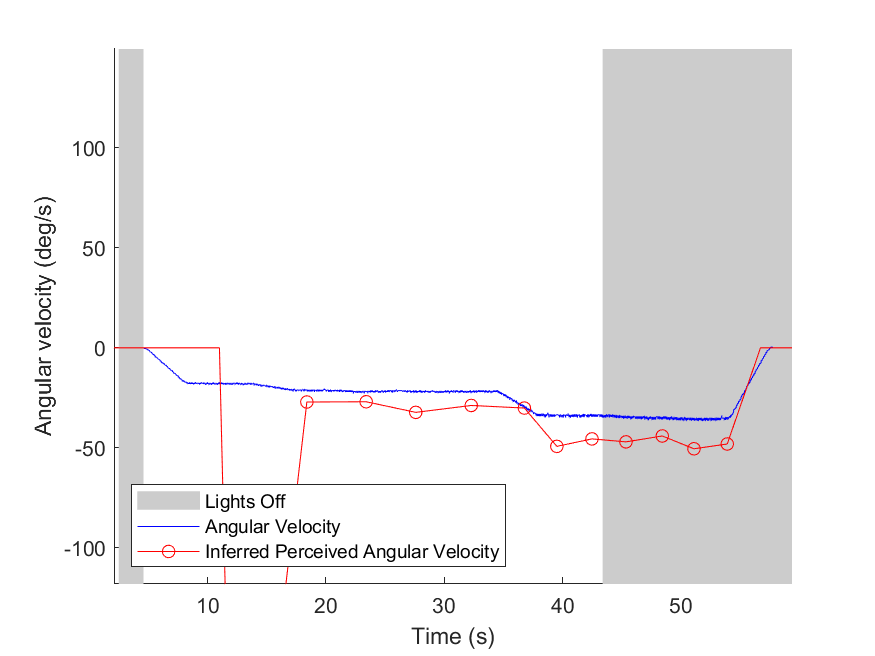 100
50
0
-50
-100
Angular velocity (deg/s)
Lights Off
Angular Velocity
Inferred Perceived Angular Velocity
10 20 30 40 50
Time (s)